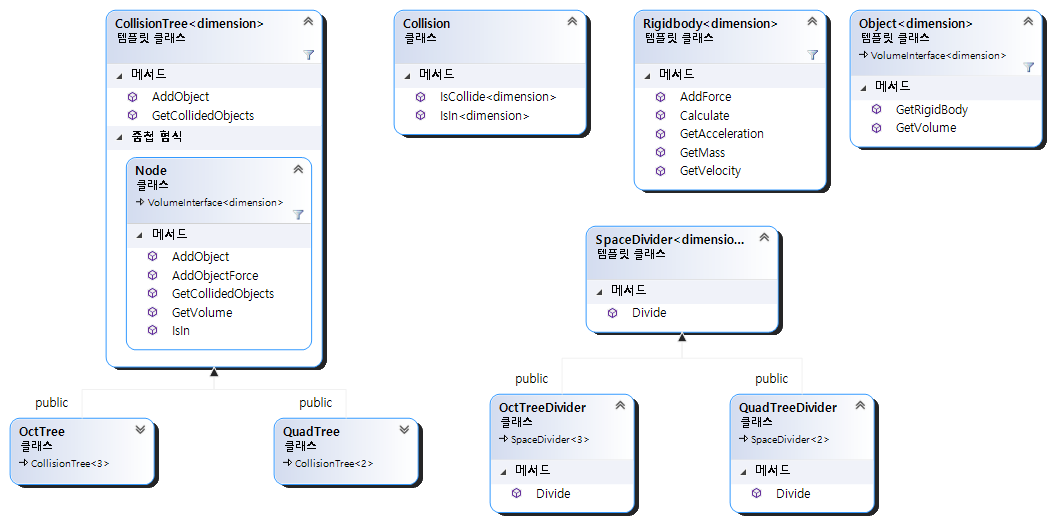 CollisionTree<dimension>
템플릿 클래스
메서드
AddObject
GetCollidedObjects
중첩 형식
Node
클래스
VolumeInterface<dimension>
메서드
AddObject
AddObjectForce
GetCollidedObjects
GetVolume
IsIn
Collision
클래스
메서드
IsCollide<dimension>
IsIn<dimension>
Rigidbody<dimension>
템플릿 클래스
메서드
AddForce
Calculate
GetAcceleration
GetMass
GetVelocity
Object<dimension>
템플릿 클래스
VolumeInterface<dimension>
메서드
GetRigidBody
GetVolume
SpaceDivider<dimensio...
템플릿 클래스
메서드
Divide
public
public
OctTree
클래스
CollisionTree<3>
QuadTree
클래스
CollisionTree<2>
public
public
OctTreeDivider
클래스
SpaceDivider<3>
메서드
Divide
QuadTreeDivider
클래스
SpaceDivider<2>
메서드
Divide